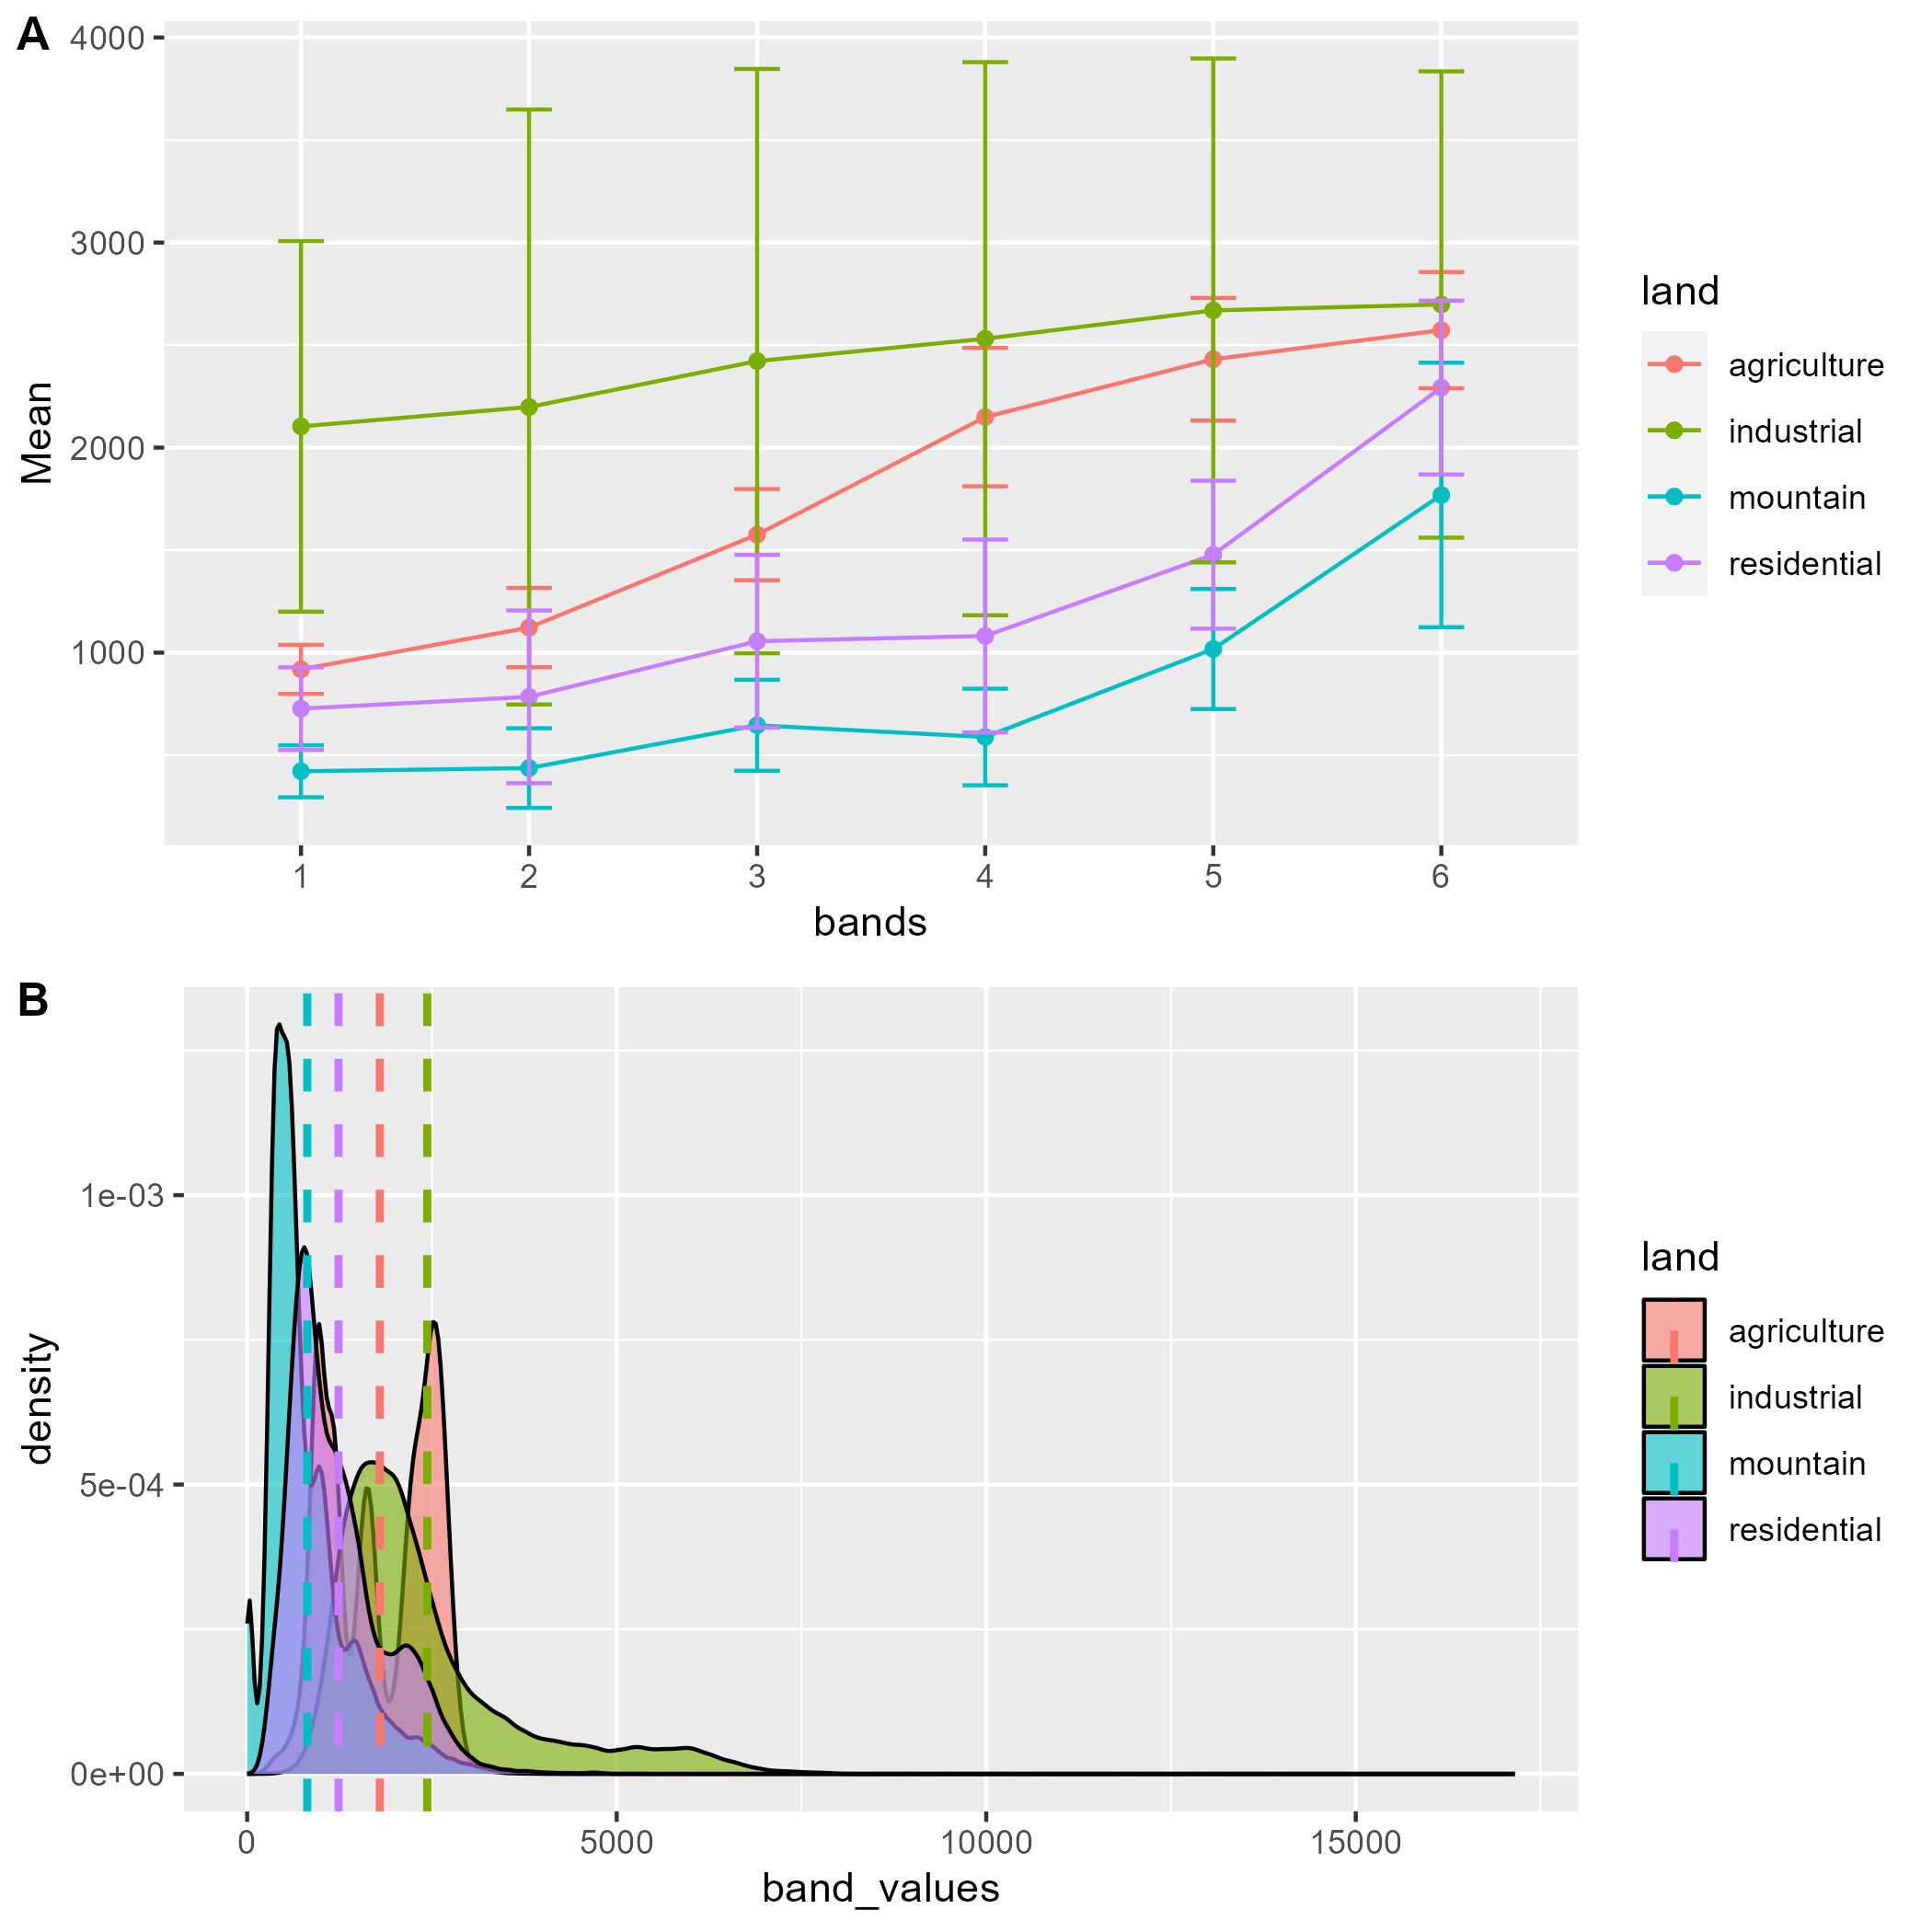 A
4000
3000
2000
1000
Mean
1 2 3 4 5 6
bands
land
agriculture
industrial
mountain
residential
B
1e-03
5e-04
0e+00
density
0 5000 10000 15000
band_values
land
agriculture
industrial
mountain
residential